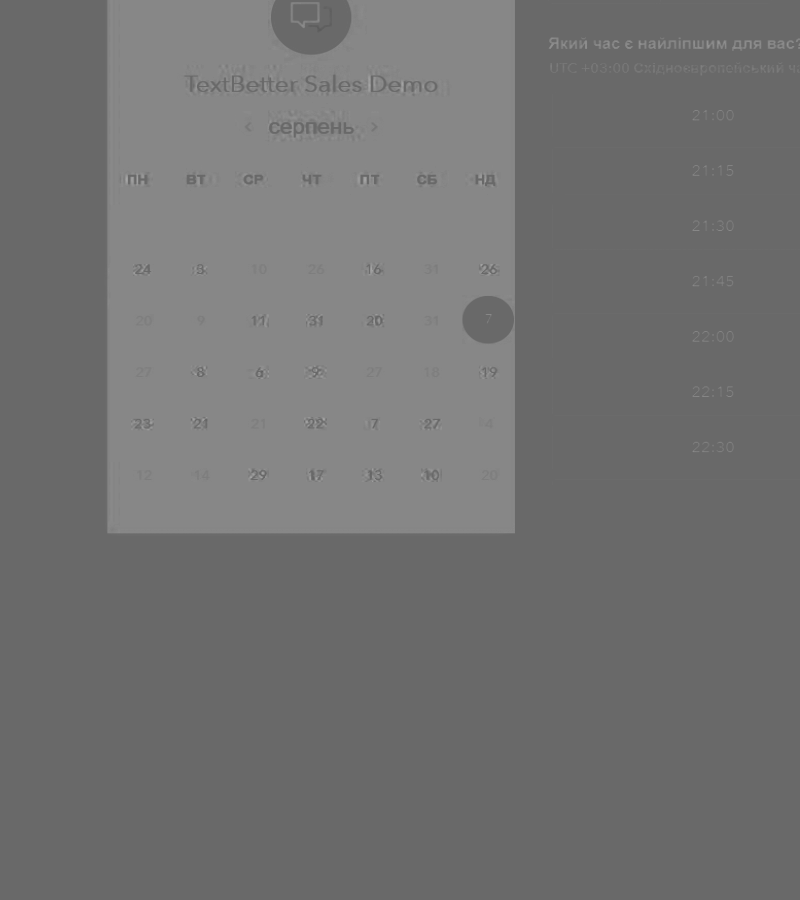 TextBetter Sales Demo
‹ серпень ›
ПН ВТ СР ЧТ ПТ СБ НД
24 3 10 26 16 31 26
20 9 11 31 20 31 7
27 8 6 9 27 18 19
23 21 21 22 7 27 4
12 14 29 17 13 10 20
Який час є найліпшим для вас?
UTC +03:00 Східноєвропейський ча
21:00
21:15
21:30
21:45
22:00
22:15
22:30